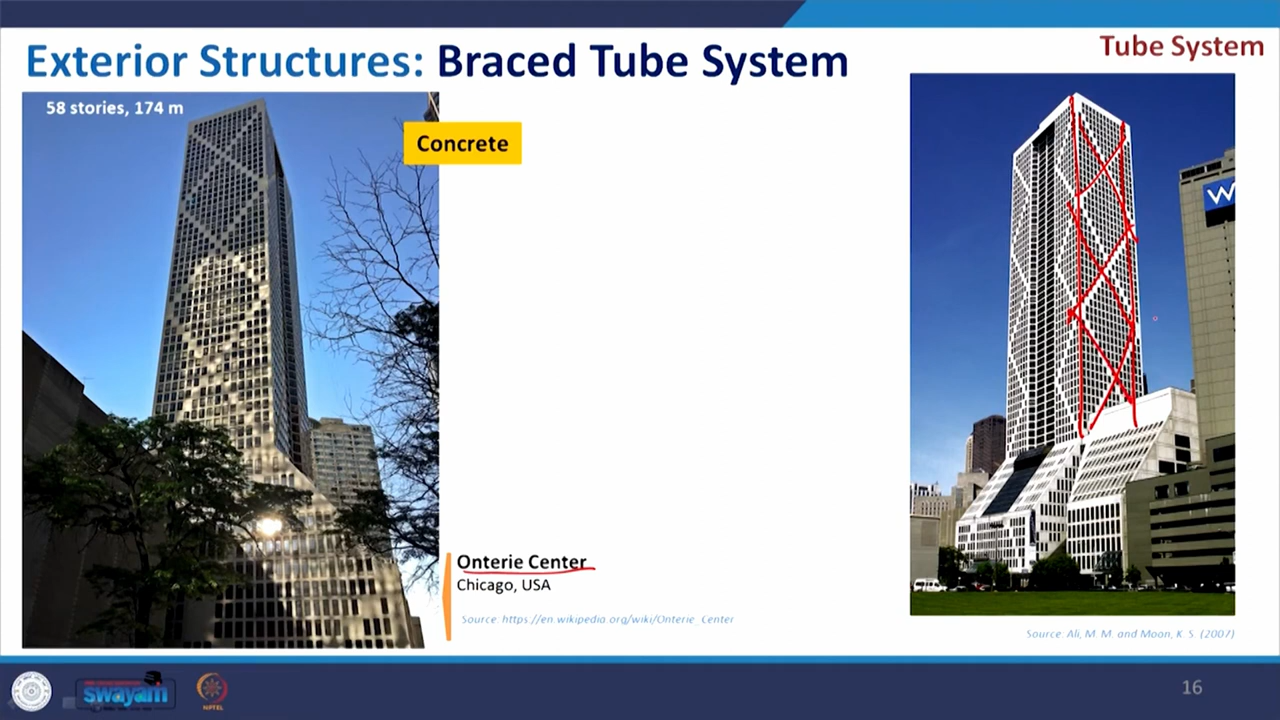 Exterior Structures: Braced Tube System
Tube System
58 stories, 174 m
Concrete
W
Onterie Center
Chicago, USA
Source: https://en.wikipedia.org/wiki/Onterie_Center
Source: Ali, M. M. and Moon, K. S. (2007)
swayam
NPTEL
16